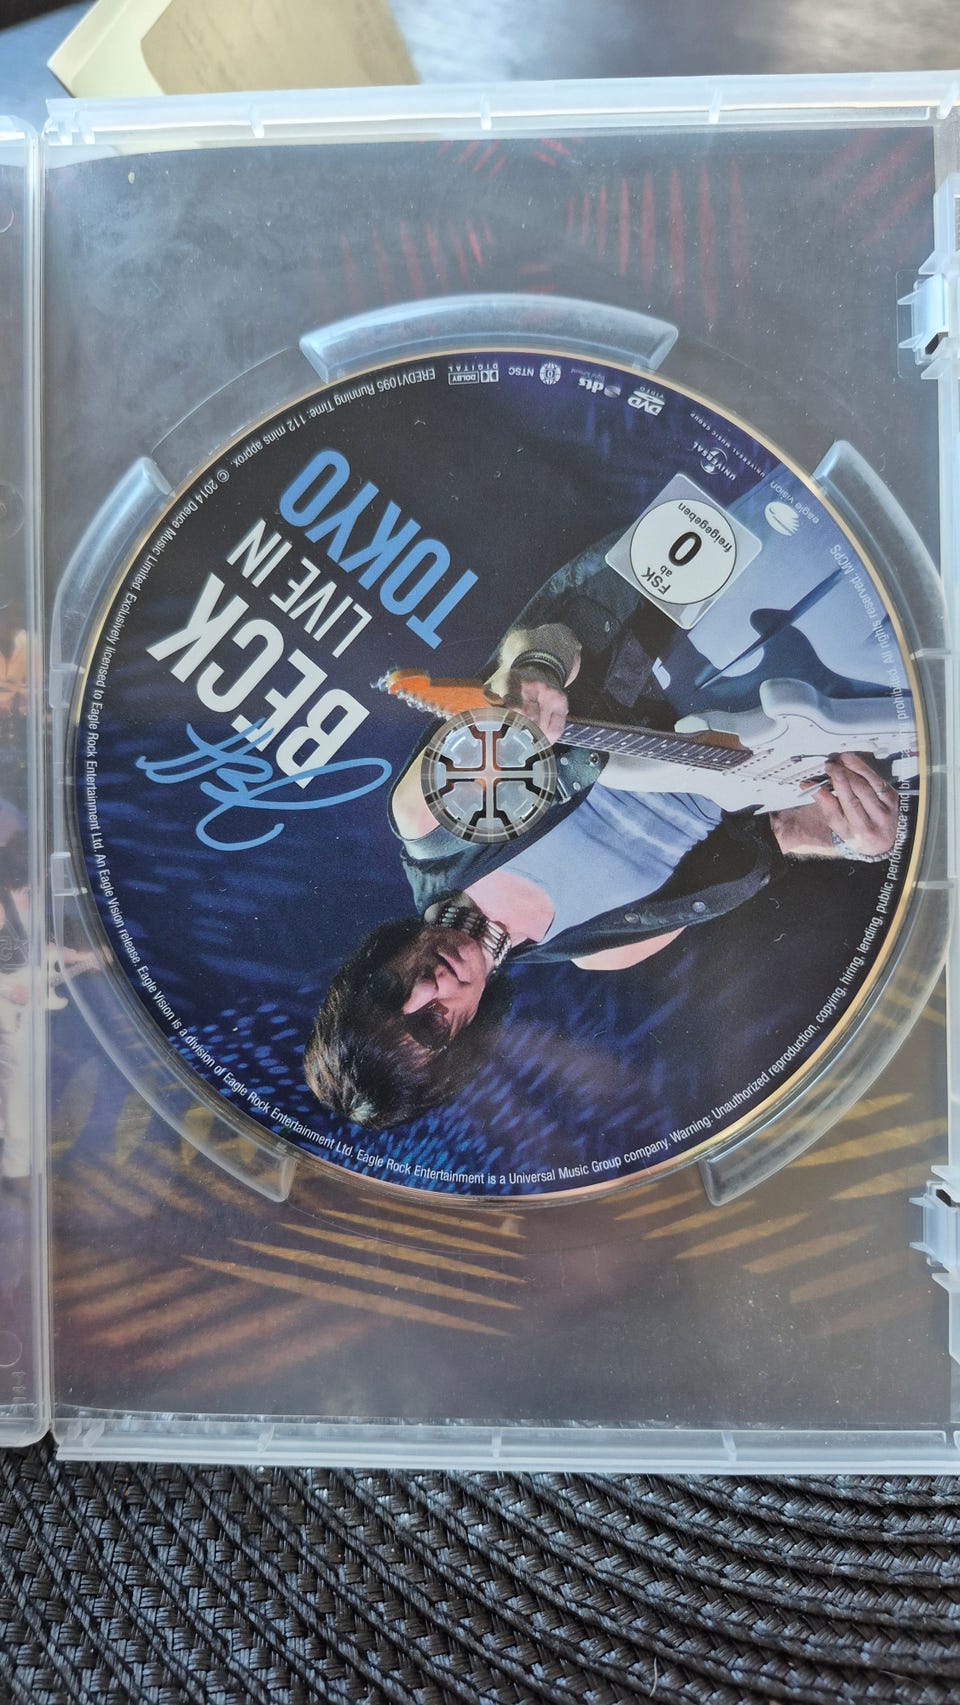 Jeff
BECK
LIVE IN
TOKYO
FSK
ab
0
freigegeben
eagle vision
UNIVERSAL
UNIVERSAL MUSIC GROUP
DVD
VIDEO
dts
0
NTSC
DOLBY
DIGITAL
EREDV1095 Running Time: 112 mins approx. © 2014 Deuce Music Limited. Exclusively licensed to Eagle Rock Entertainment Ltd. An Eagle Vision release. Eagle Vision is a division of Eagle Rock Entertainment Ltd. Eagle Rock Entertainment is a Universal Music Group company. Warning: Unauthorized reproduction, copying, hiring, lending, public performance and broadcasting prohibited. All rights reserved. MCPS